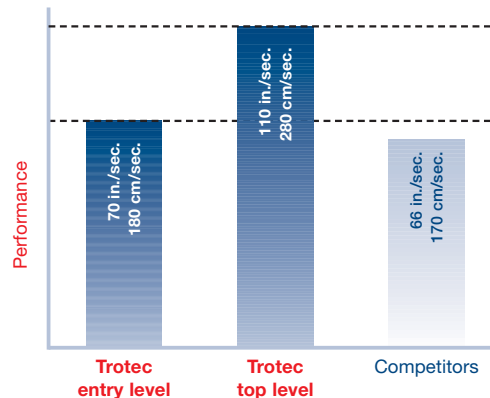 Performance
70 in./sec.
180 cm/sec.
110 in./sec.
280 cm/sec.
66 in./sec.
170 cm/sec.
Trotec
entry level
Trotec
top level
Competitors